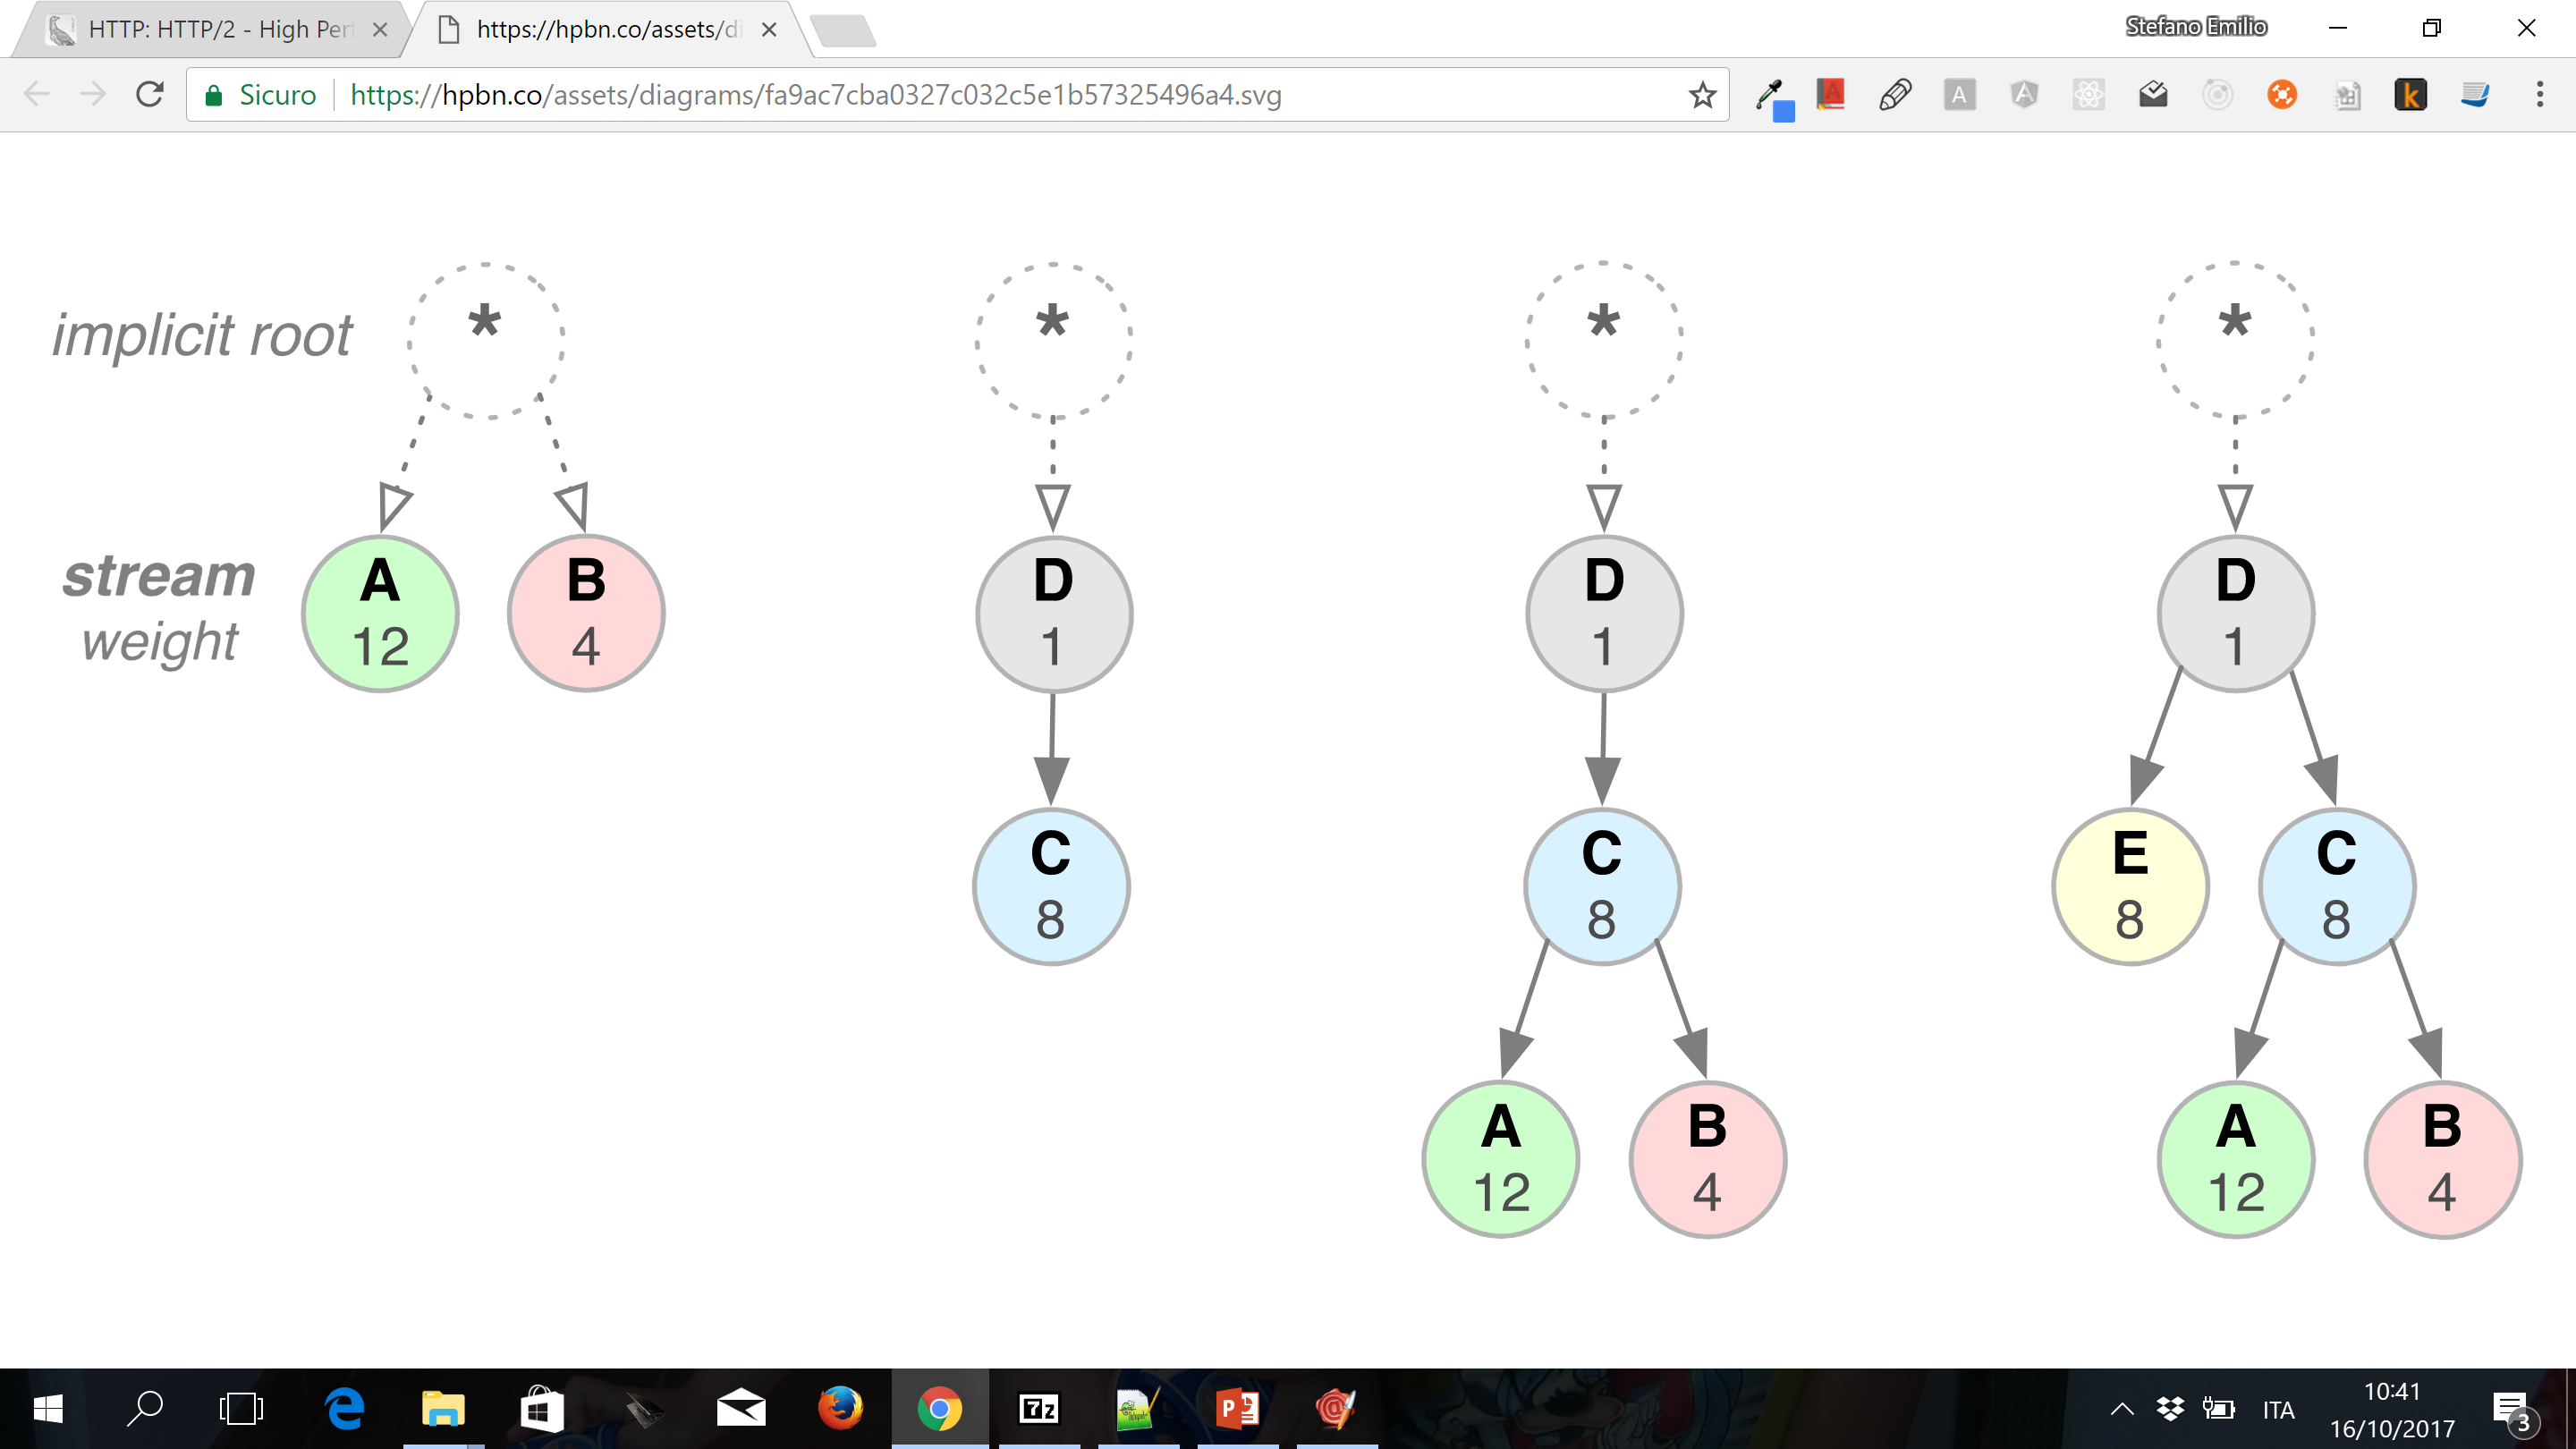 HTTP: HTTP/2 - High Perf
https://hpbn.co/assets/di
Stefano Emilio
Sicuro
https://hpbn.co/assets/diagrams/fa9ac7cba0327c032c5e1b57325496a4.svg
implicit root
* * * *
stream
weight
A B D D D
12 4 1 1 1
C C E C
8 8 8 8
A B A B
12 4 12 4
ITA
10:41
16/10/2017
3